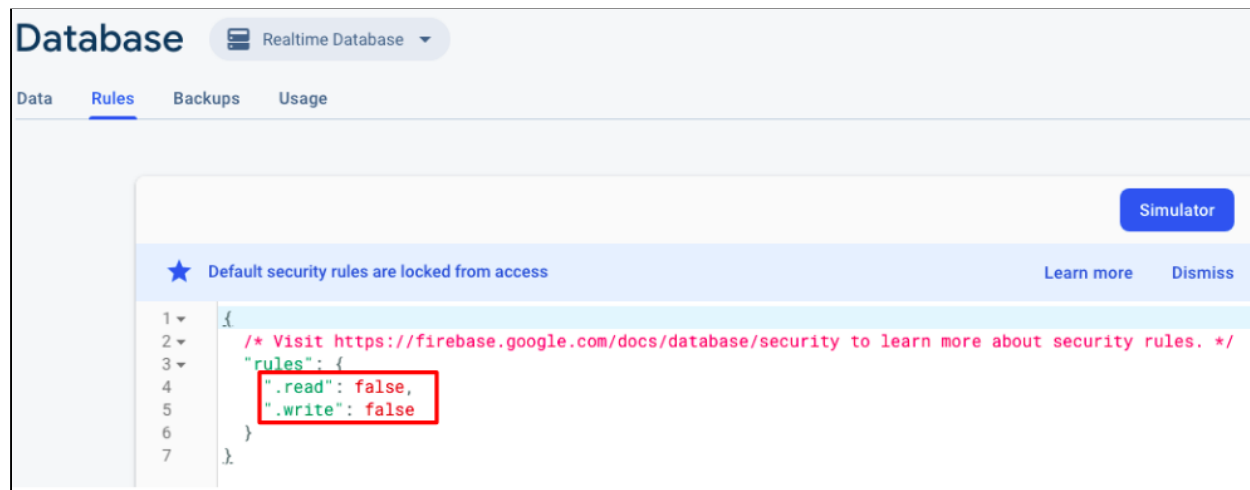 Database Realtime Database
Data Rules Backups Usage
Simulator
Default security rules are locked from access Learn more Dismiss
1 {
2 /* Visit https://firebase.google.com/docs/database/security to learn more about security rules. */
3 "rules": {
4 ".read": false,
5 ".write": false
6 }
7 }